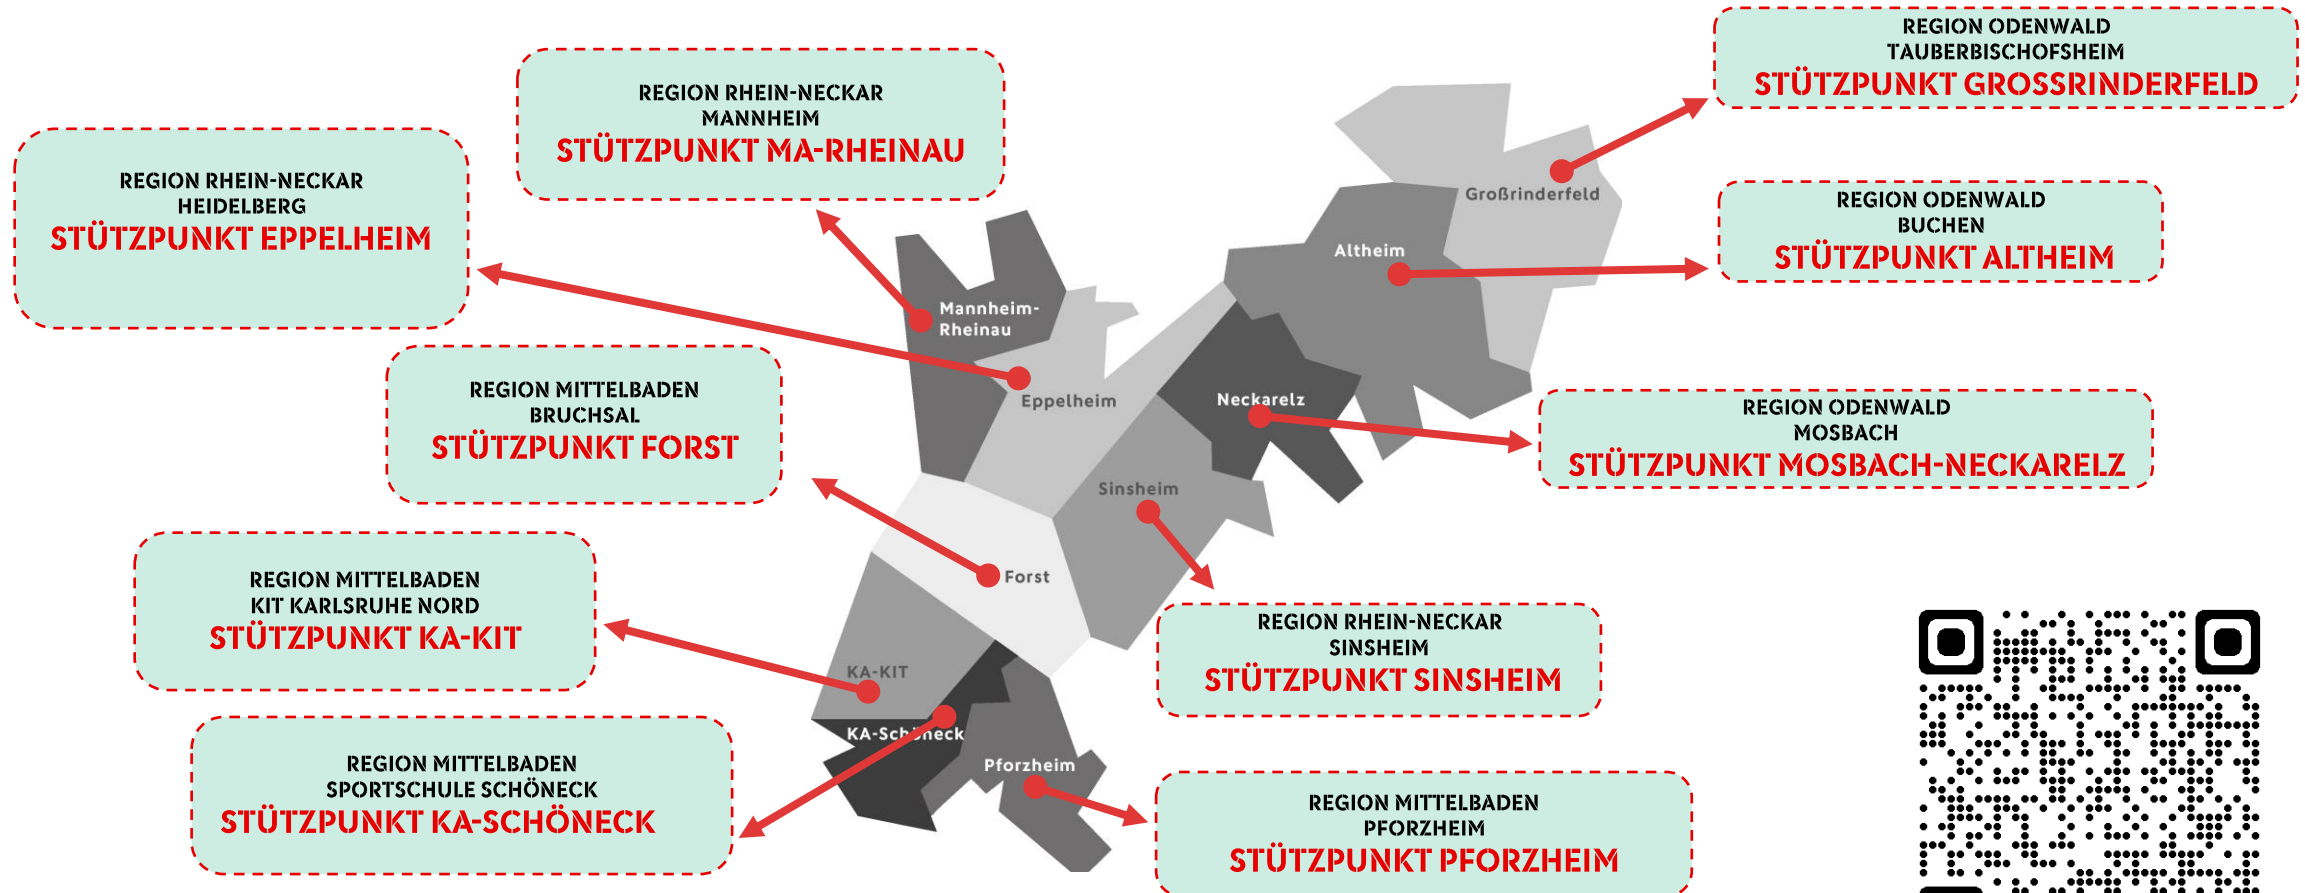 REGION ODENWALD
TAUBERBISCHOFSHEIM
STÜTZPUNKT GROSSRINDERFELD
REGION RHEIN-NECKAR
MANNHEIM
STÜTZPUNKT MA-RHEINAU
REGION RHEIN-NECKAR
HEIDELBERG
STÜTZPUNKT EPPELHEIM
REGION ODENWALD
BUCHEN
STÜTZPUNKT ALTHEIM
Großrinderfeld
Altheim
Mannheim-
Rheinau
Eppelheim
Neckarelz
REGION MITTELBADEN
BRUCHSAL
STÜTZPUNKT FORST
REGION ODENWALD
MOSBACH
STÜTZPUNKT MOSBACH-NECKARELZ
Sinsheim
Forst
REGION MITTELBADEN
KIT KARLSRUHE NORD
STÜTZPUNKT KA-KIT
REGION RHEIN-NECKAR
SINSHEIM
STÜTZPUNKT SINSHEIM
KA-KIT
KA-Schöneck
Pforzheim
REGION MITTELBADEN
SPORTSCHULE SCHÖNECK
STÜTZPUNKT KA-SCHÖNECK
REGION MITTELBADEN
PFORZHEIM
STÜTZPUNKT PFORZHEIM